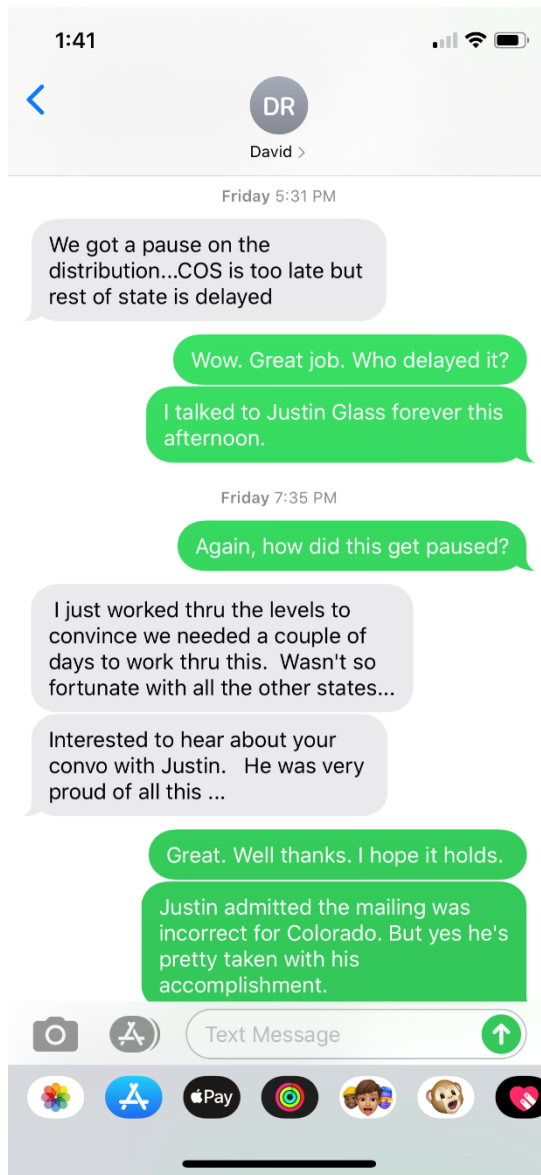 1:41
DR
David >
Friday 5:31 PM
We got a pause on the
distribution...COS is too late but
rest of state is delayed
Wow. Great job. Who delayed it?
I talked to Justin Glass forever this
afternoon.
Friday 7:35 PM
Again, how did this get paused?
I just worked thru the levels to
convince we needed a couple of
days to work thru this.  Wasn't so
fortunate with all the other states...
Interested to hear about your
convo with Justin.   He was very
proud of all this ...
Great. Well thanks. I hope it holds.
Justin admitted the mailing was
incorrect for Colorado. But yes he's
pretty taken with his
accomplishment.
Text Message
Pay